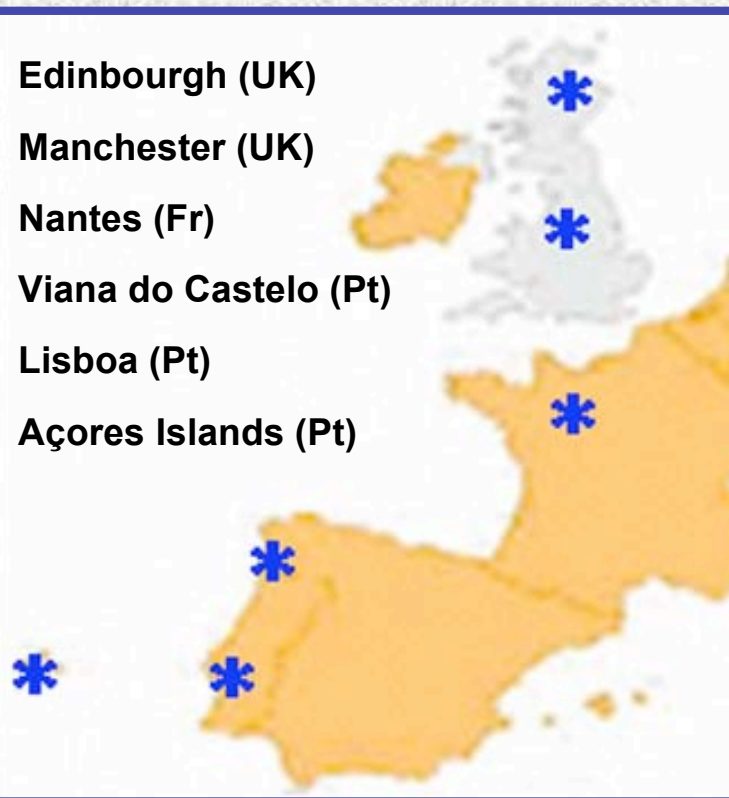 Edinbourgh (UK)
Manchester (UK)
Nantes (Fr)
Viana do Castelo (Pt)
Lisboa (Pt)
Açores Islands (Pt)